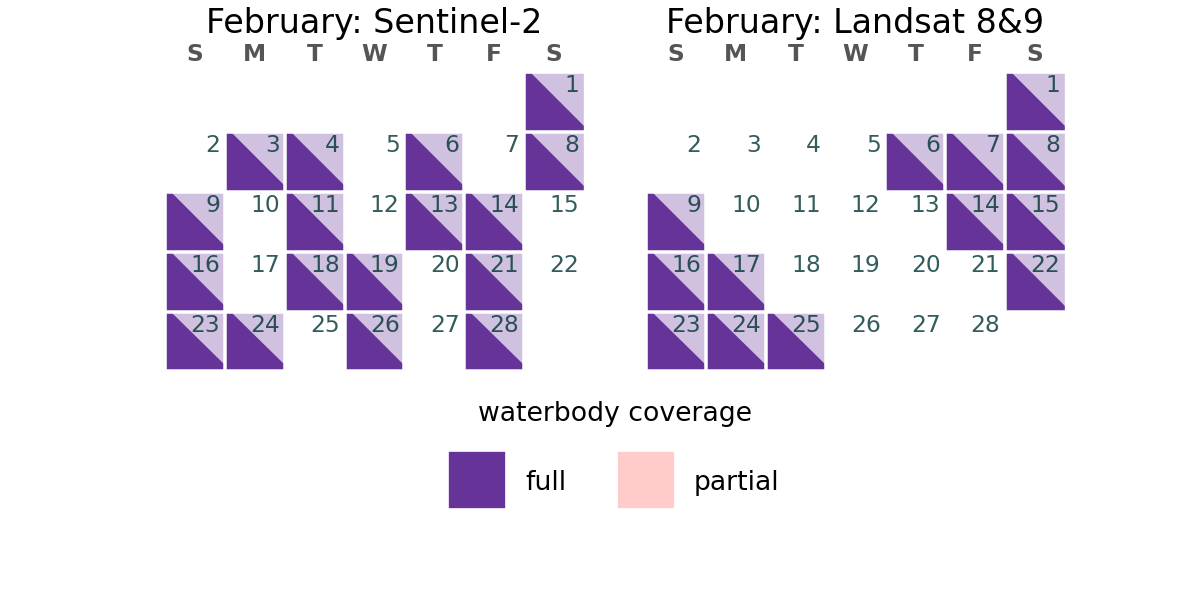 February: Sentinel-2
S M T W T F S
1
2 3 4 5 6 7 8
9 10 11 12 13 14 15
16 17 18 19 20 21 22
23 24 25 26 27 28
February: Landsat 8&9
S M T W T F S
1
2 3 4 5 6 7 8
9 10 11 12 13 14 15
16 17 18 19 20 21 22
23 24 25 26 27 28
waterbody coverage
full partial